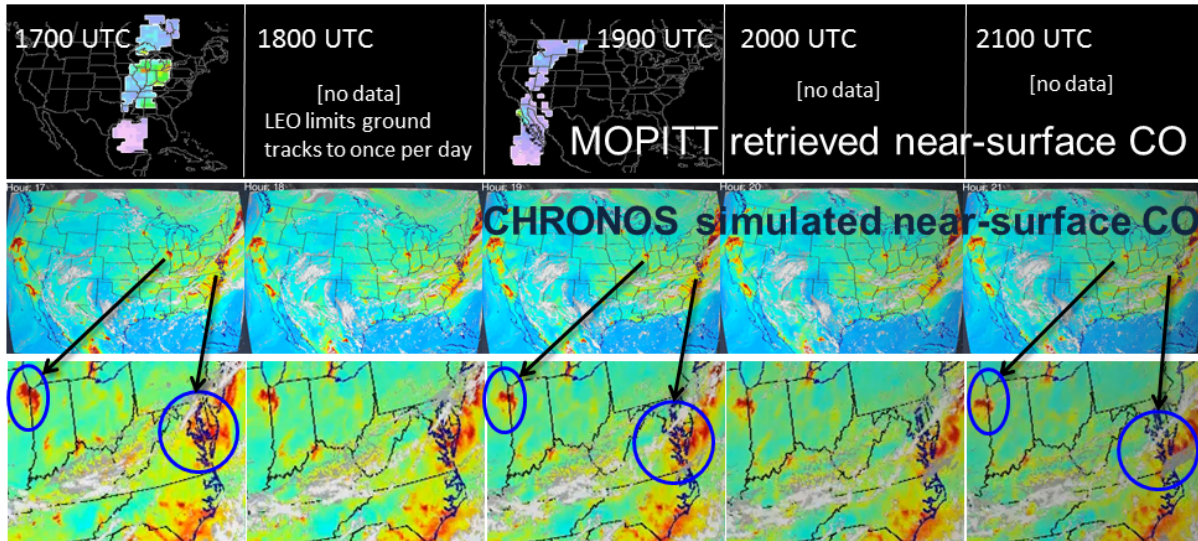 1700 UTC
1800 UTC
1900 UTC
2000 UTC
2100 UTC
[no data]
LEO limits ground
tracks to once per day
[no data]
[no data]
MOPITT retrieved near-surface CO
Hour: 17
Hour: 18
Hour: 19
Hour: 20
Hour: 21
CHRONOS simulated near-surface CO